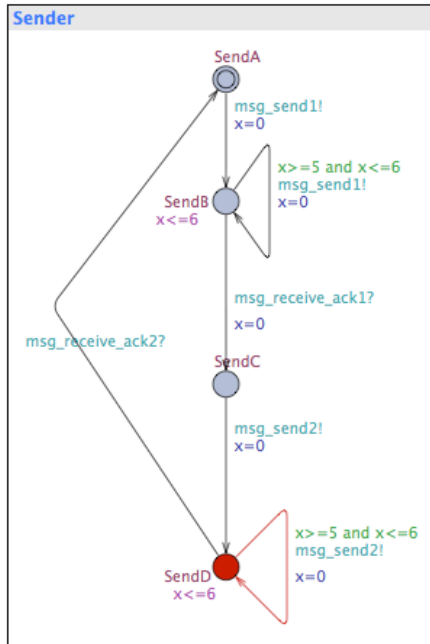 Sender
SendA
msg_send1!
x=0
x>=5 and x<=6
msg_send1!
x=0
SendB
x<=6
msg_receive_ack1?
x=0
msg_receive_ack2?
SendC
msg_send2!
x=0
x>=5 and x<=6
msg_send2!
x=0
SendD
x<=6